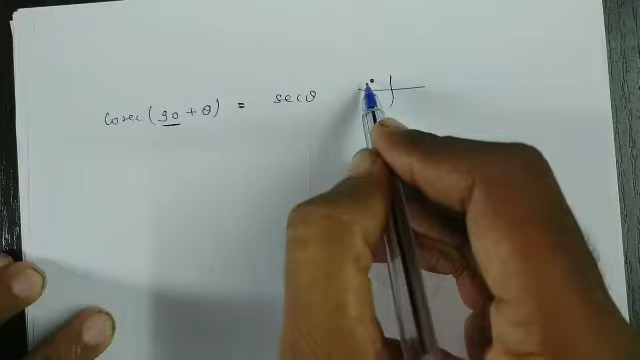 cosec (90 + θ) = secθ